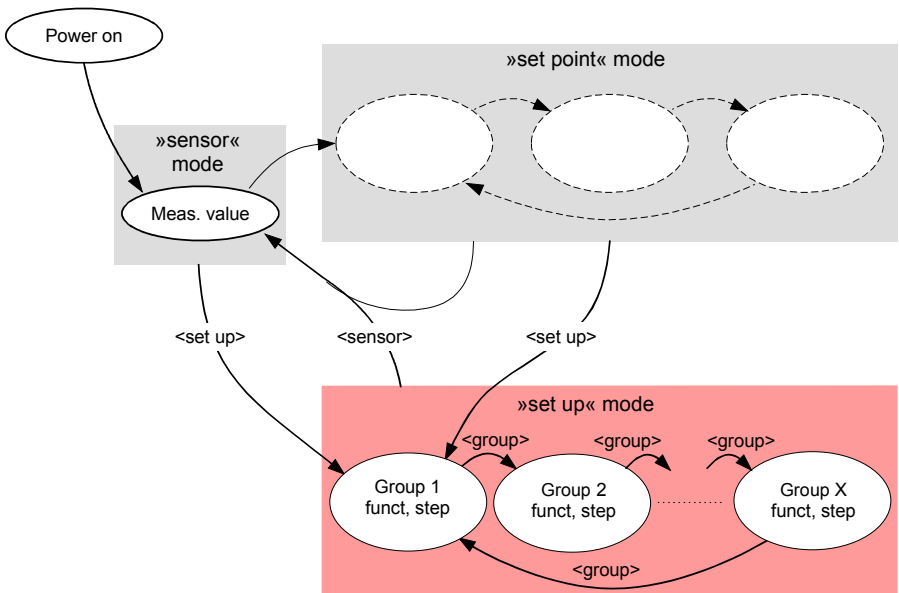 Power on
»set point« mode
»sensor«
mode
Meas. value
<set up>
<sensor>
<set up>
»set up« mode
<group>
<group>
<group>
Group 1
funct, step
Group 2
funct, step
............
Group X
funct, step
<group>